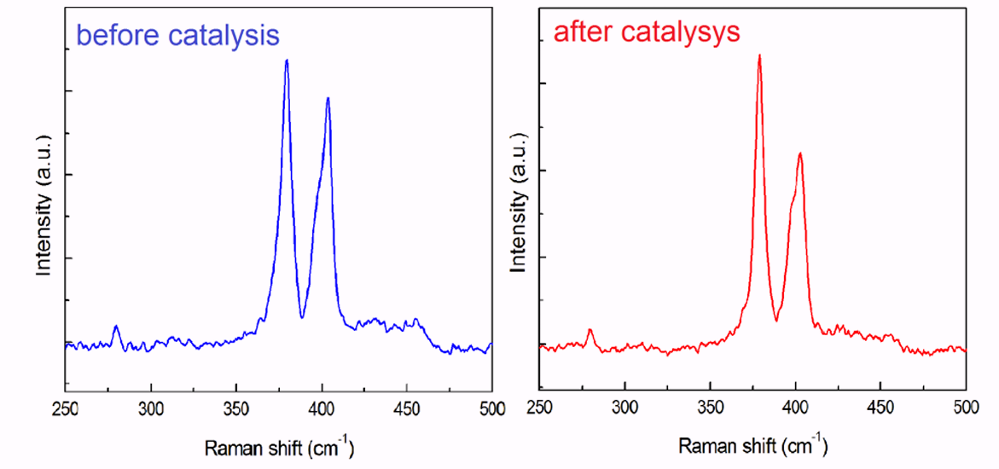 before catalysis
Intensity (a.u.)
250 300 350 400 450 500
Raman shift (cm⁻¹)
after catalysys
Intensity (a.u.)
250 300 350 400 450 500
Raman shift (cm⁻¹)